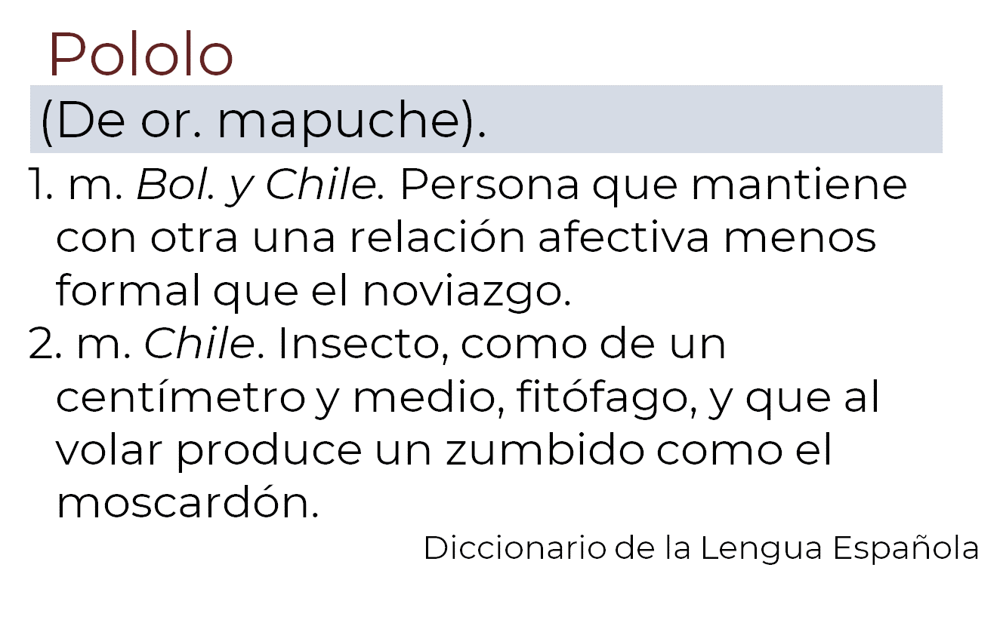 Pololo
(De or. mapuche).
1. m. Bol. y Chile. Persona que mantiene
con otra una relación afectiva menos
formal que el noviazgo.
2. m. Chile. Insecto, como de un
centímetro y medio, fitófago, y que al
volar produce un zumbido como el
moscardón.
Diccionario de la Lengua Española